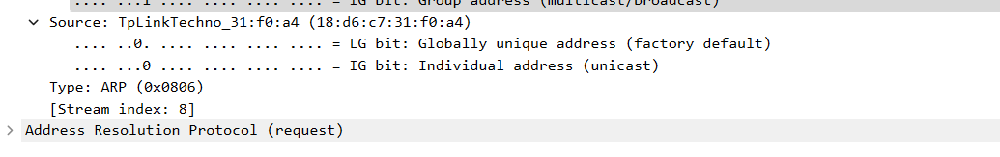 .... ...1 .... .... .... .... = IG bit: Group address (multicast/broadcast)
Source: TpLinkTechno_31:f0:a4 (18:d6:c7:31:f0:a4)
.... ..0. .... .... .... .... = LG bit: Globally unique address (factory default)
.... ...0 .... .... .... .... = IG bit: Individual address (unicast)
Type: ARP (0x0806)
[Stream index: 8]
Address Resolution Protocol (request)